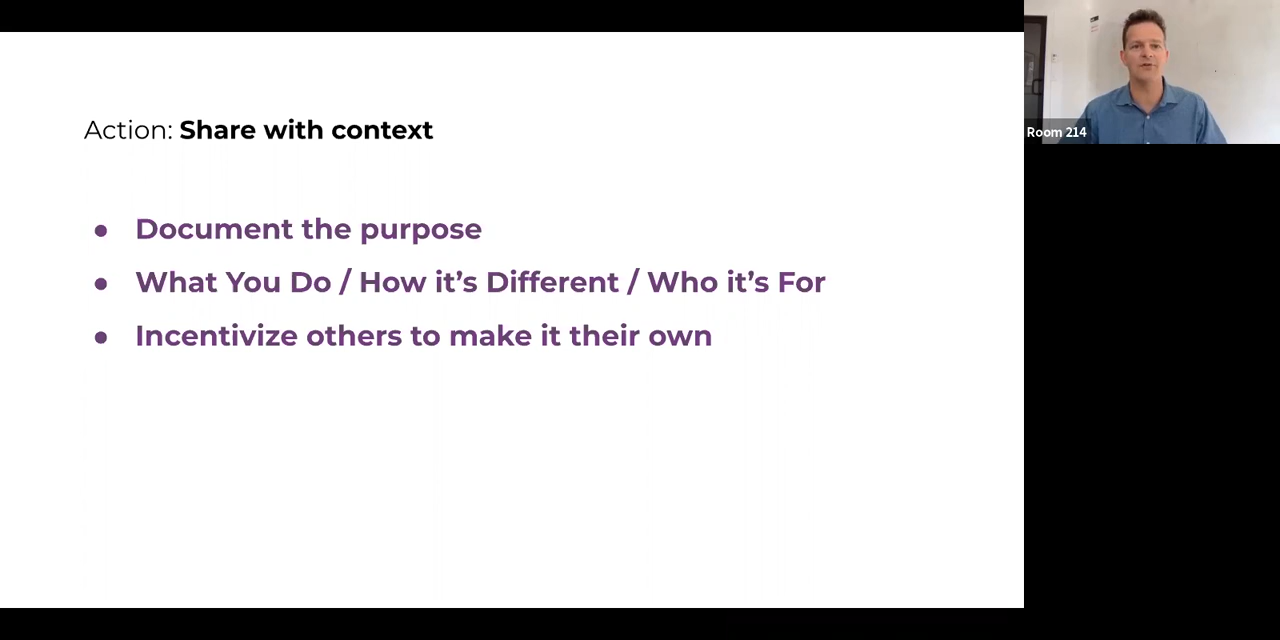 Action: Share with context
● Document the purpose
● What You Do / How it’s Different / Who it’s For
● Incentivize others to make it their own
Room 214